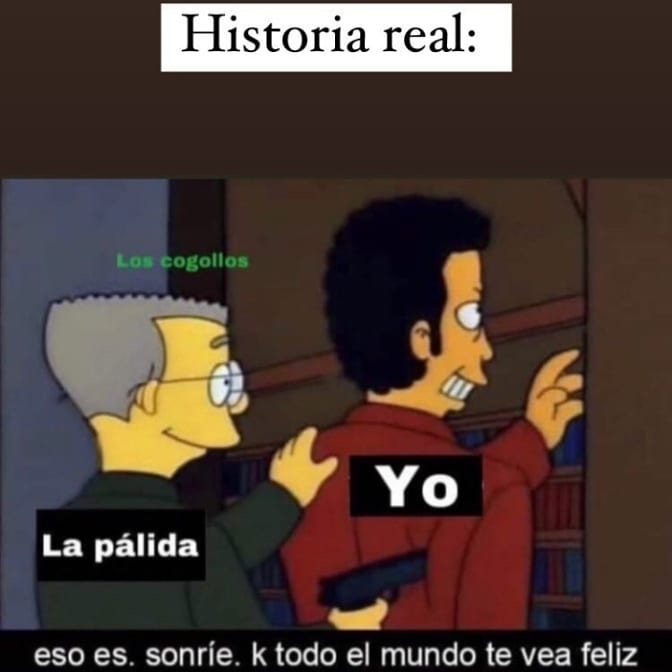 Historia real:
Los cogollos
Yo
La pálida
eso es. sonríe. k todo el mundo te vea feliz